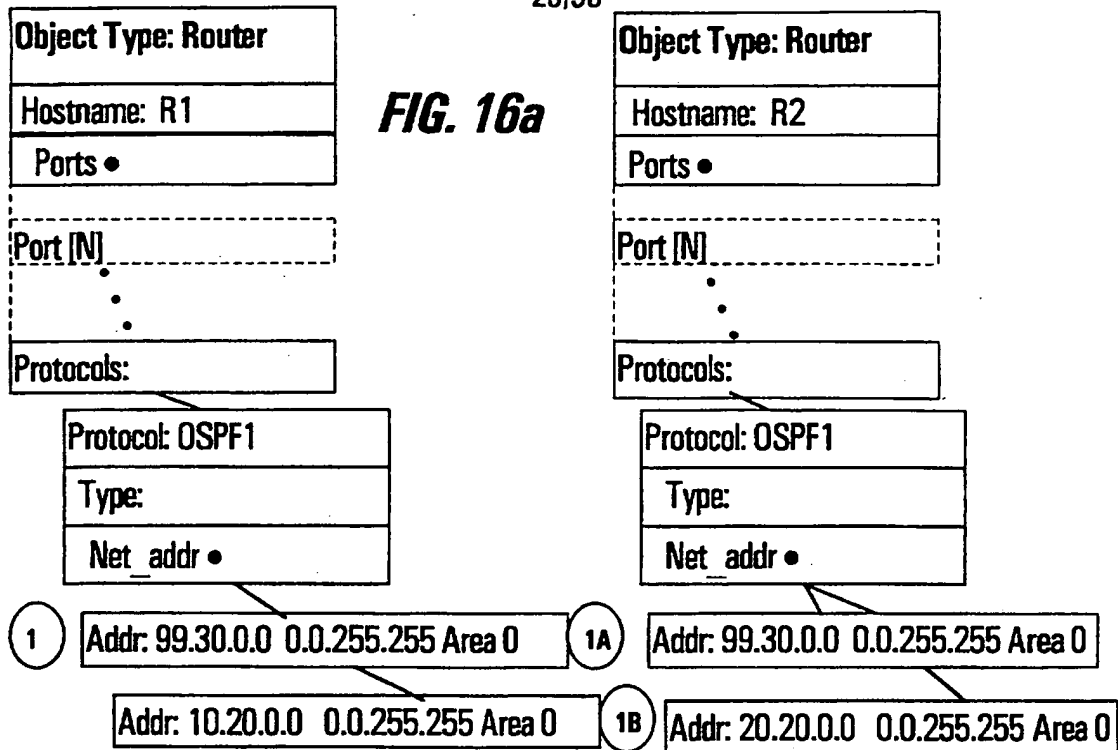 Object Type: Router
Hostname: R1
Ports
Port [N]
Protocols:
Protocol: OSPF1
Type:
Net_addr
1
Addr: 99.30.0.0 0.0.255.255 Area 0
Addr: 10.20.0.0 0.0.255.255 Area 0
FIG. 16a
Object Type: Router
Hostname: R2
Ports
Port [N]
Protocols:
Protocol: OSPF1
Type:
Net_addr
1A
Addr: 99.30.0.0 0.0.255.255 Area 0
1B
Addr: 20.20.0.0 0.0.255.255 Area 0